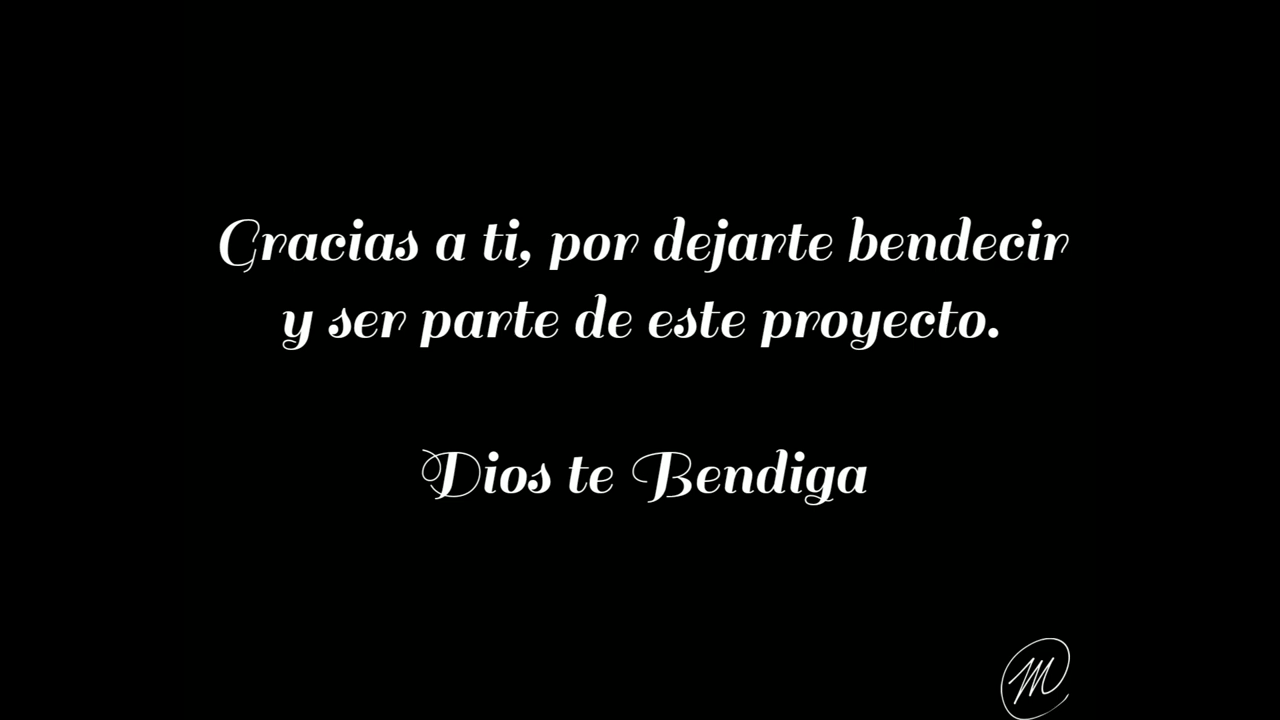 Gracias a ti, por dejarte bendecir
y ser parte de este proyecto.
Dios te Bendiga
M